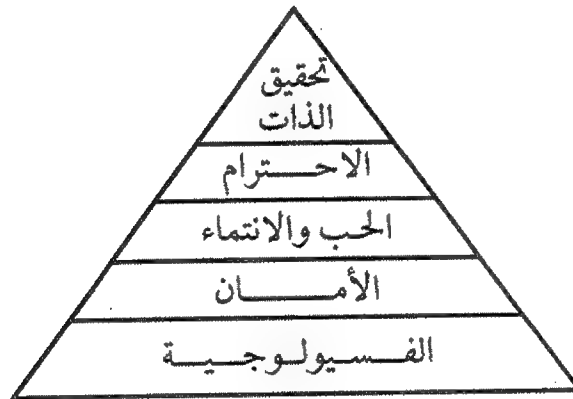 تحقيق
الذات
الاحترام
الحب والانتماء
الأمان
الفسيولوجية